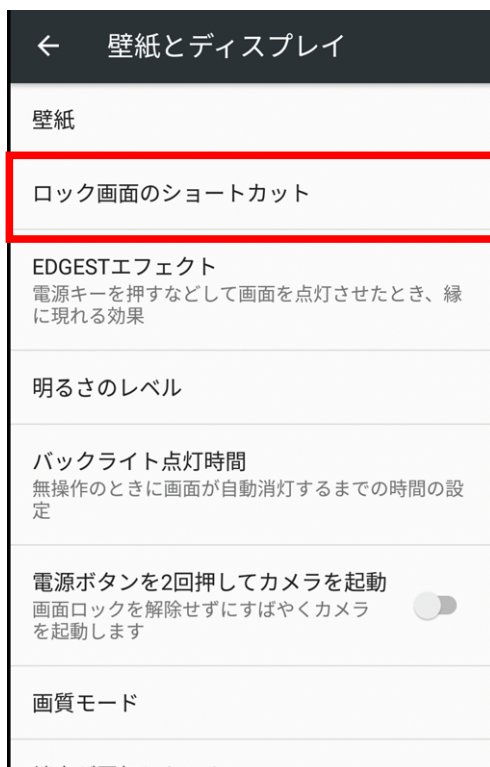 壁紙とディスプレイ
壁紙
ロック画面のショートカット
EDGESTエフェクト
電源キーを押すなどして画面を点灯させたとき、縁
に現れる効果
明るさのレベル
バックライト点灯時間
無操作のときに画面が自動消灯するまでの時間の設
定
電源ボタンを2回押してカメラを起動
画面ロックを解除せずにすばやくカメラ
を起動します
画質モード